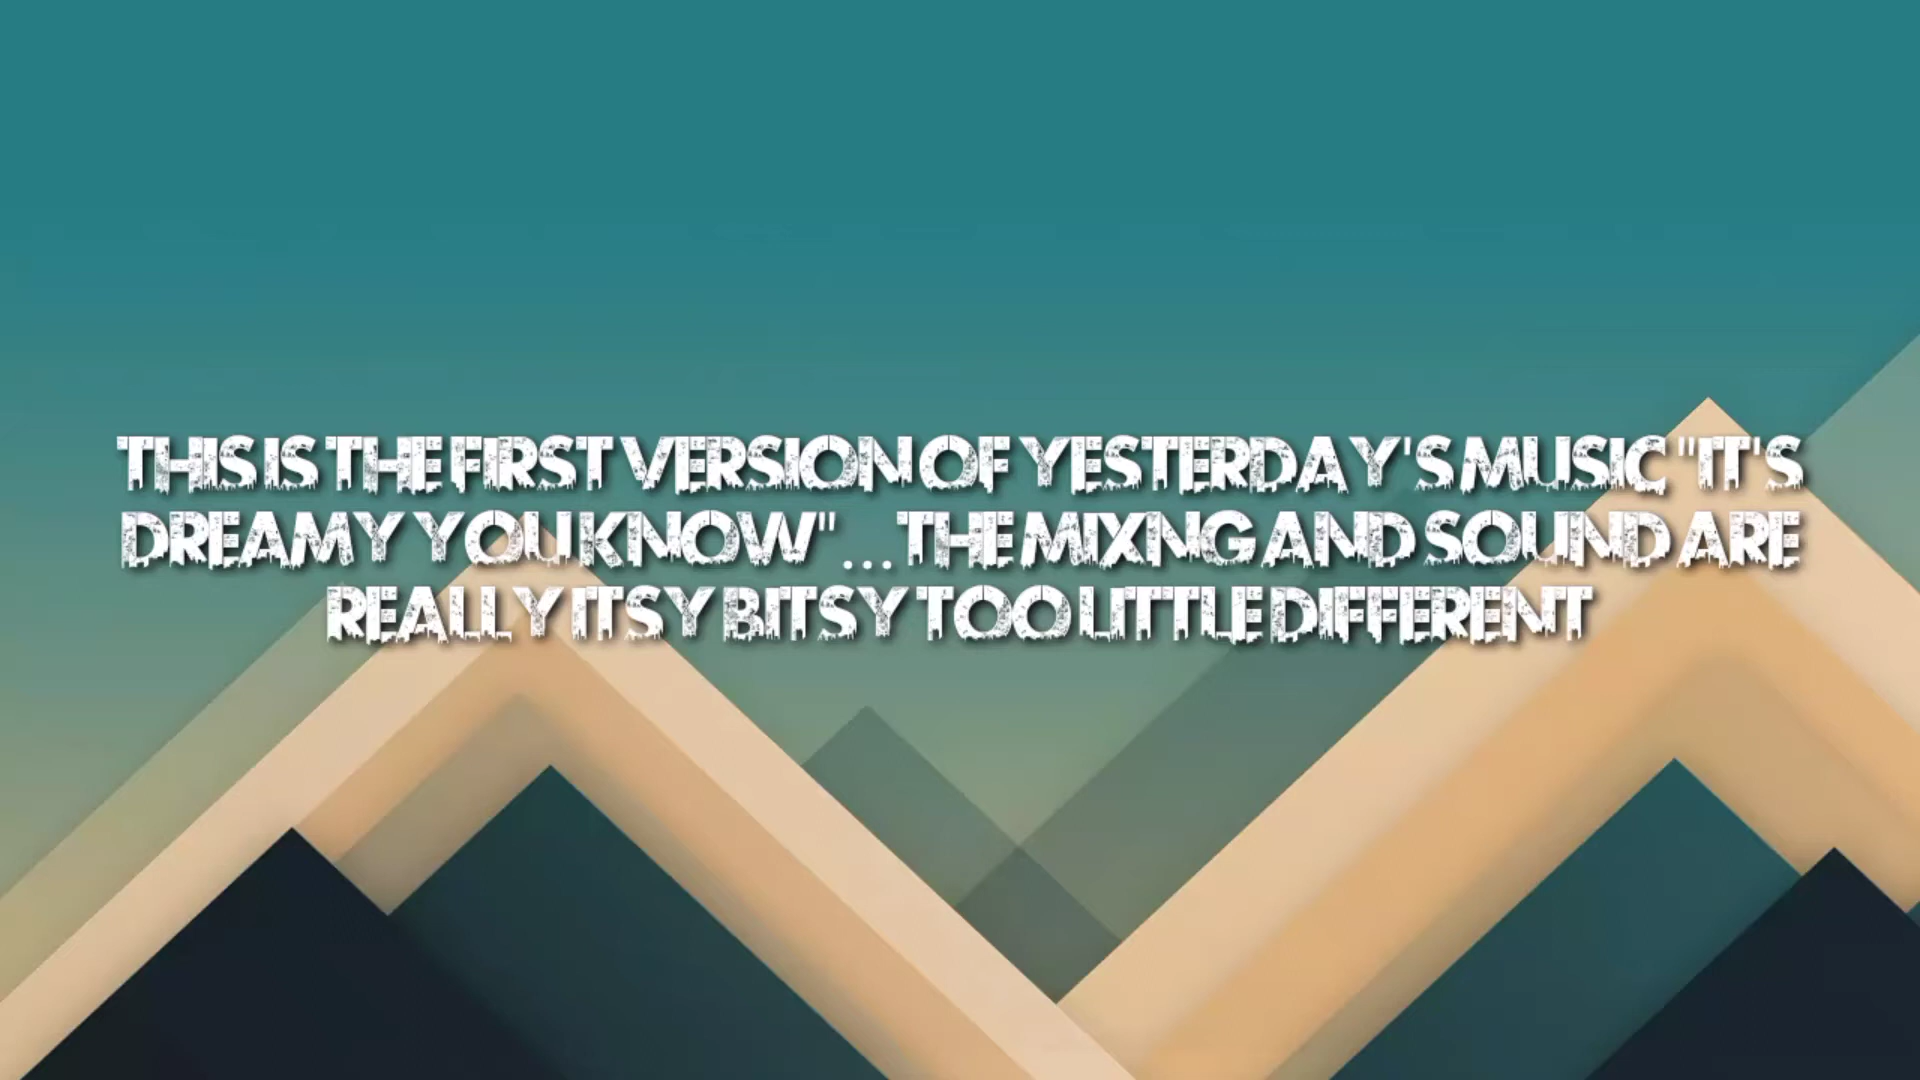 THIS IS THE FIRST VERSION OF YESTERDAY'S MUSIC "IT'S
DREAMY YOU KNOW" ... THE MIXNG AND SOUND ARE
REALLY ITSY BITSY TOO LITTLE DIFFERENT